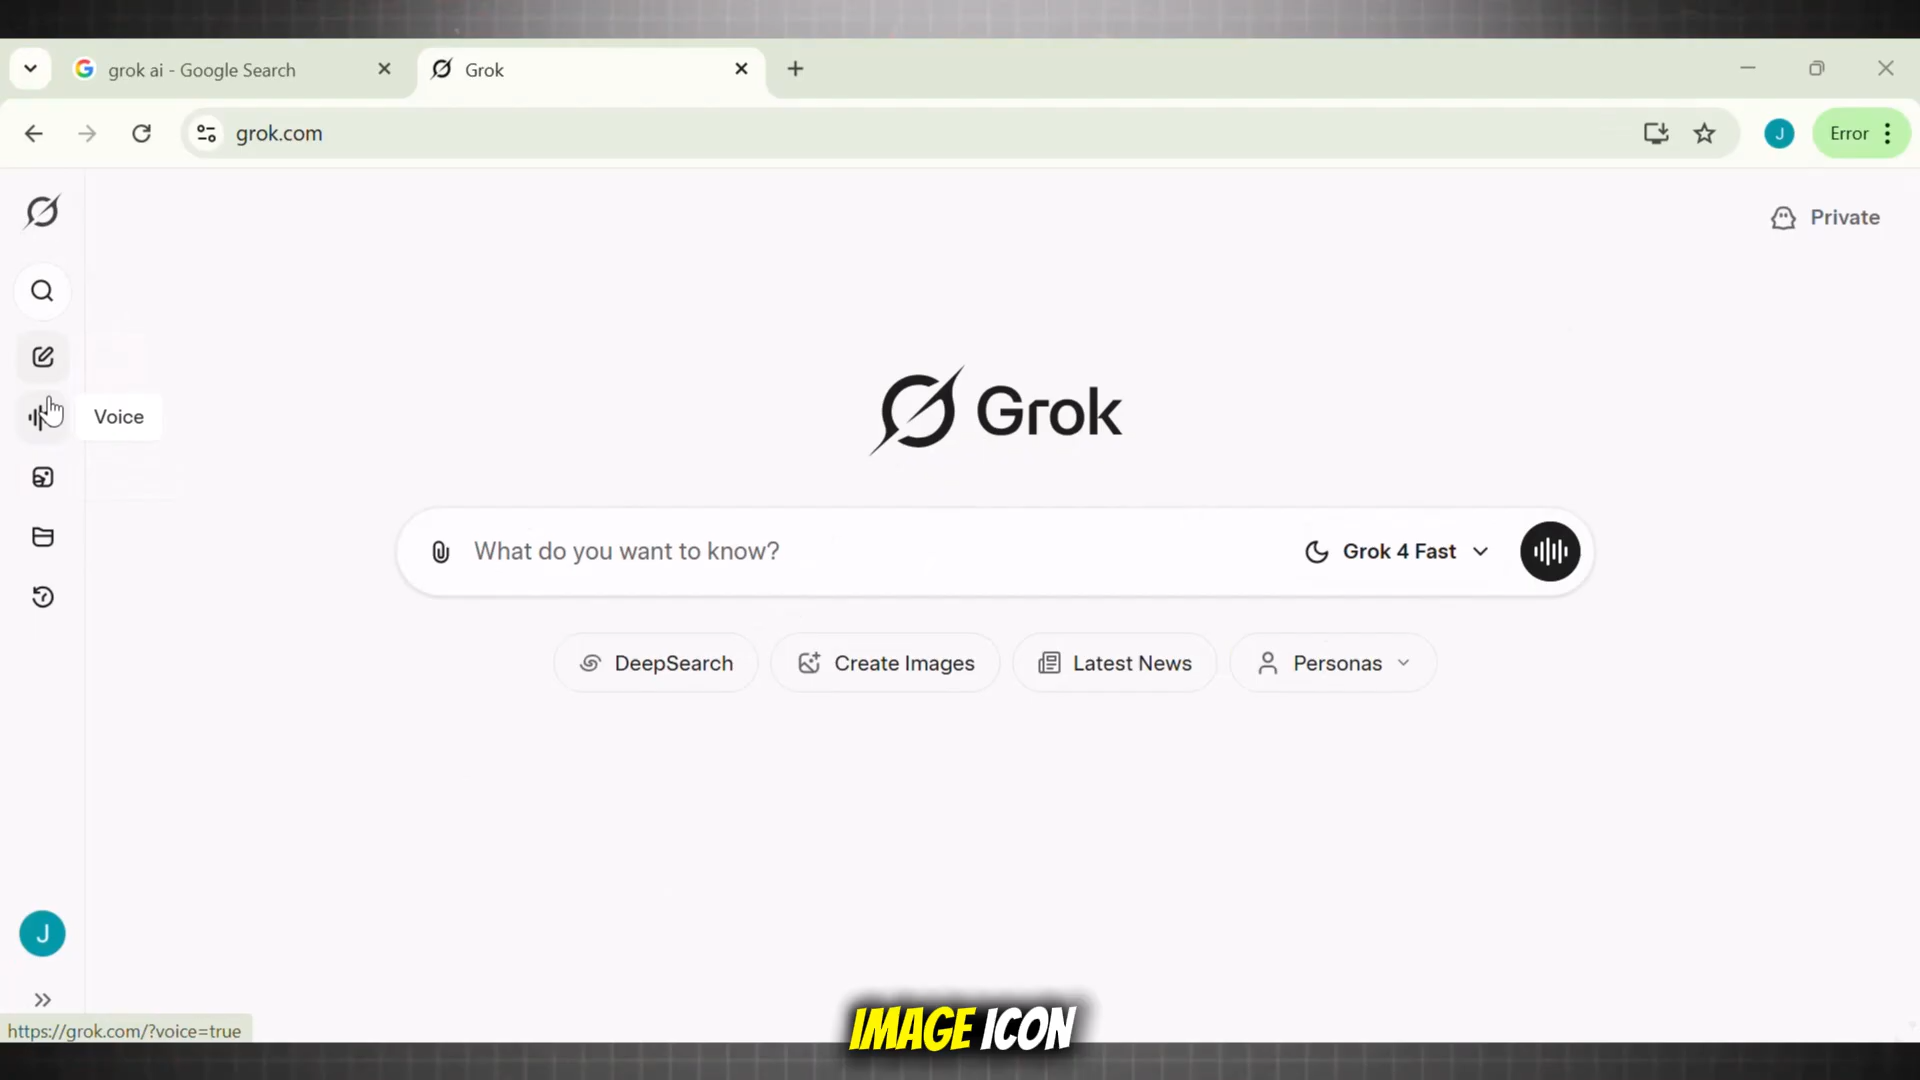 grok ai - Google Search
Grok
grok.com
J
Error
Private
Voice
Grok
What do you want to know?
Grok 4 Fast
DeepSearch
Create Images
Latest News
Personas
J
https://grok.com/?voice=true
IMAGE ICON